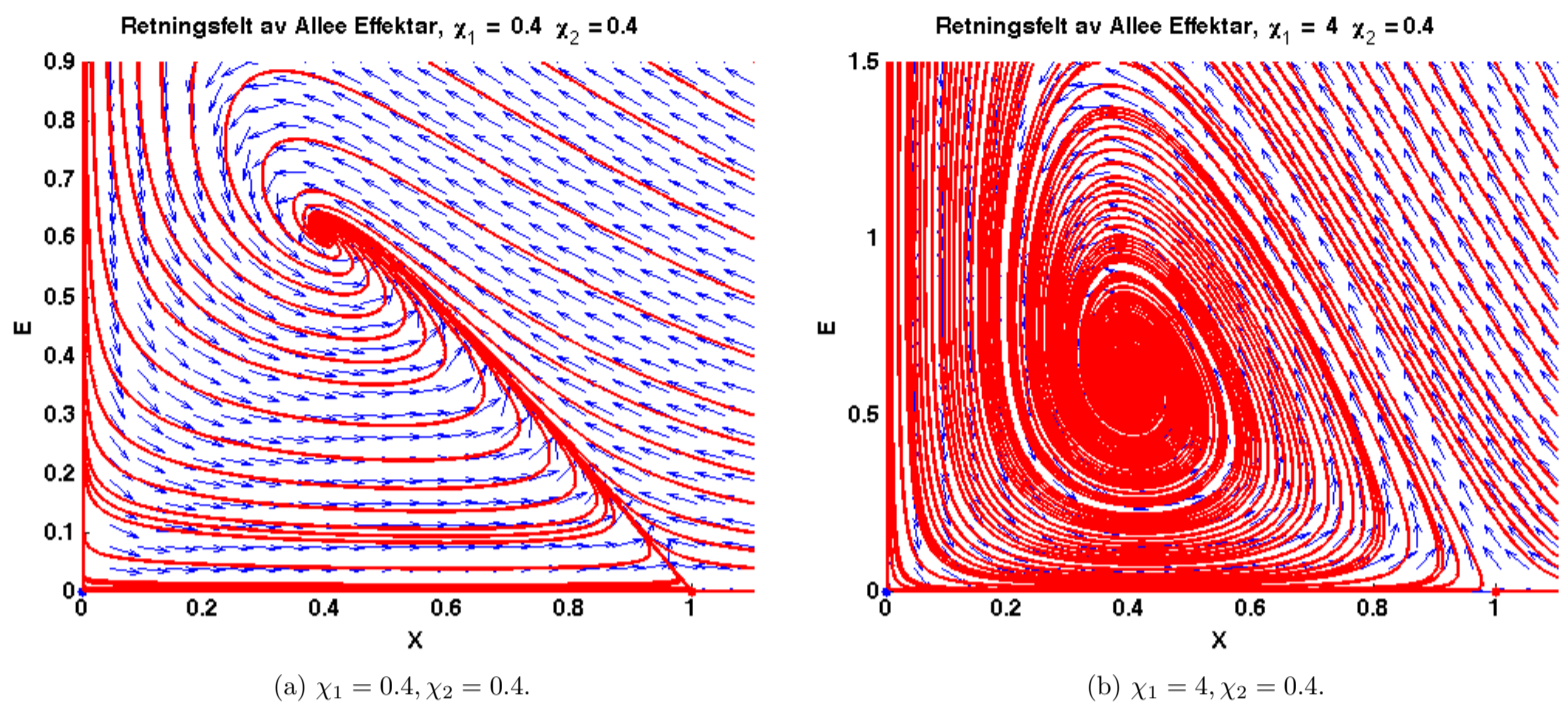 Retningsfelt av Allee Effektar, χ₁ = 0.4 χ₂ = 0.4
0.9
0.8
0.7
0.6
0.5
0.4
0.3
0.2
0.1
0
E
0 0.2 0.4 0.6 0.8 1
X
(a) χ₁ = 0.4, χ₂ = 0.4.
Retningsfelt av Allee Effektar, χ₁ = 4 χ₂ = 0.4
1.5
1
0.5
0
E
0 0.2 0.4 0.6 0.8 1
X
(b) χ₁ = 4, χ₂ = 0.4.